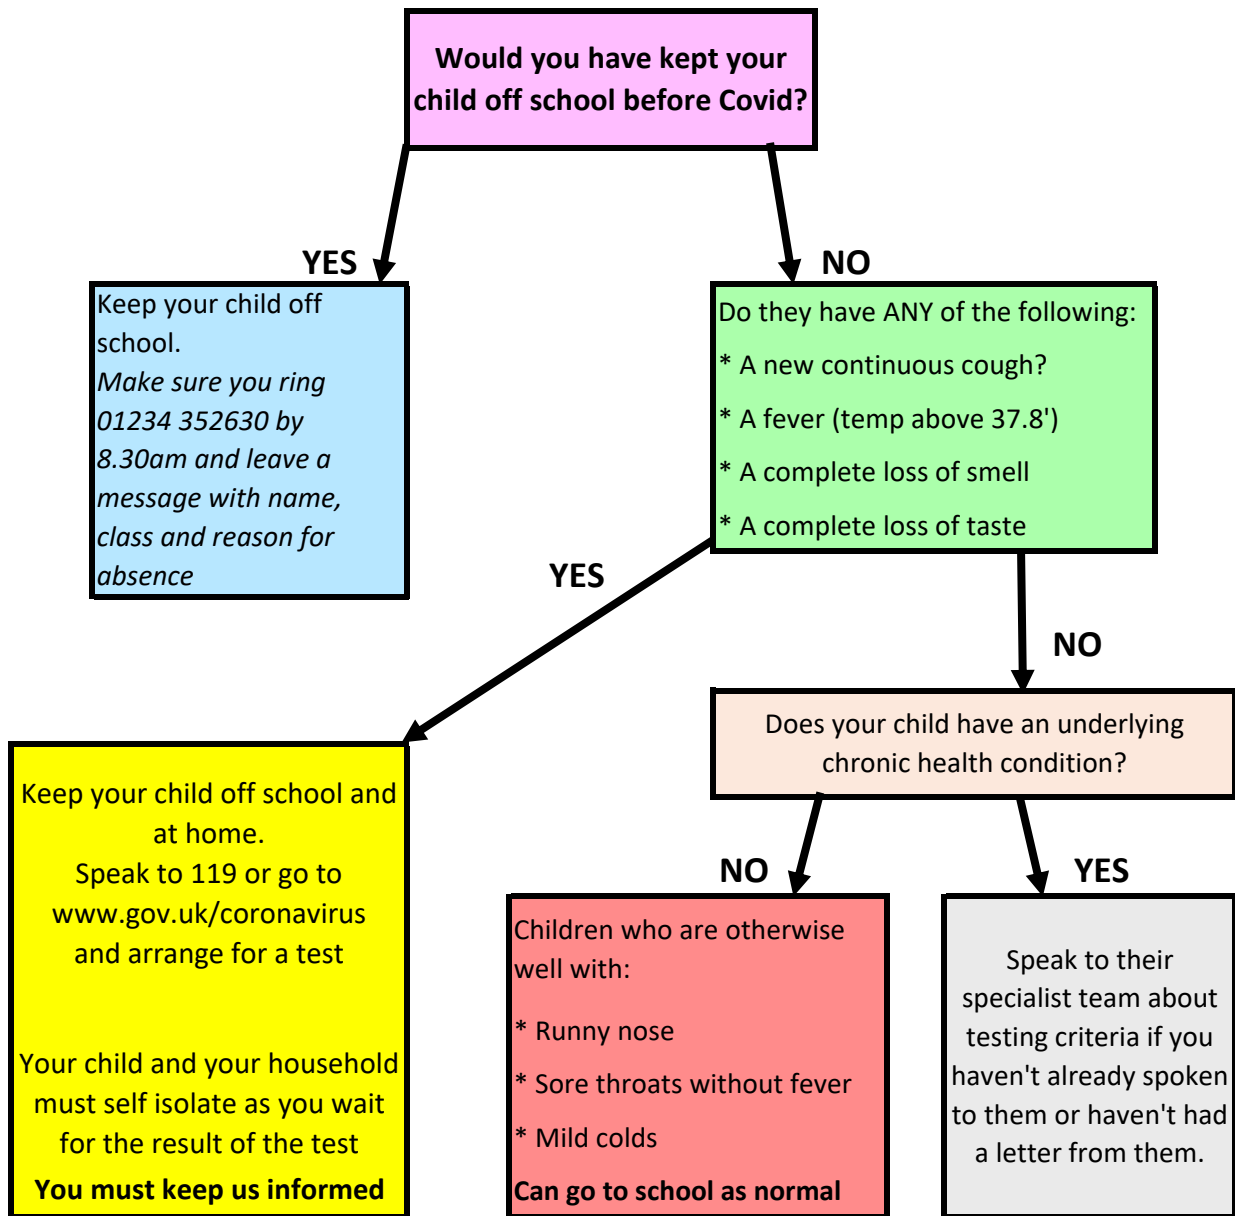 Would you have kept your
child off school before Covid?
YES
NO
Keep your child off
school.
Make sure you ring
01234 352630 by
8.30am and leave a
message with name,
class and reason for
absence
Do they have ANY of the following:
* A new continuous cough?
* A fever (temp above 37.8')
* A complete loss of smell
* A complete loss of taste
YES
NO
Keep your child off school and
at home.
Speak to 119 or go to
www.gov.uk/coronavirus
and arrange for a test
Your child and your household
must self isolate as you wait
for the result of the test
You must keep us informed
Does your child have an underlying
chronic health condition?
NO
YES
Children who are otherwise
well with:
* Runny nose
* Sore throats without fever
* Mild colds
Can go to school as normal
Speak to their
specialist team about
testing criteria if you
haven't already spoken
to them or haven't had
a letter from them.